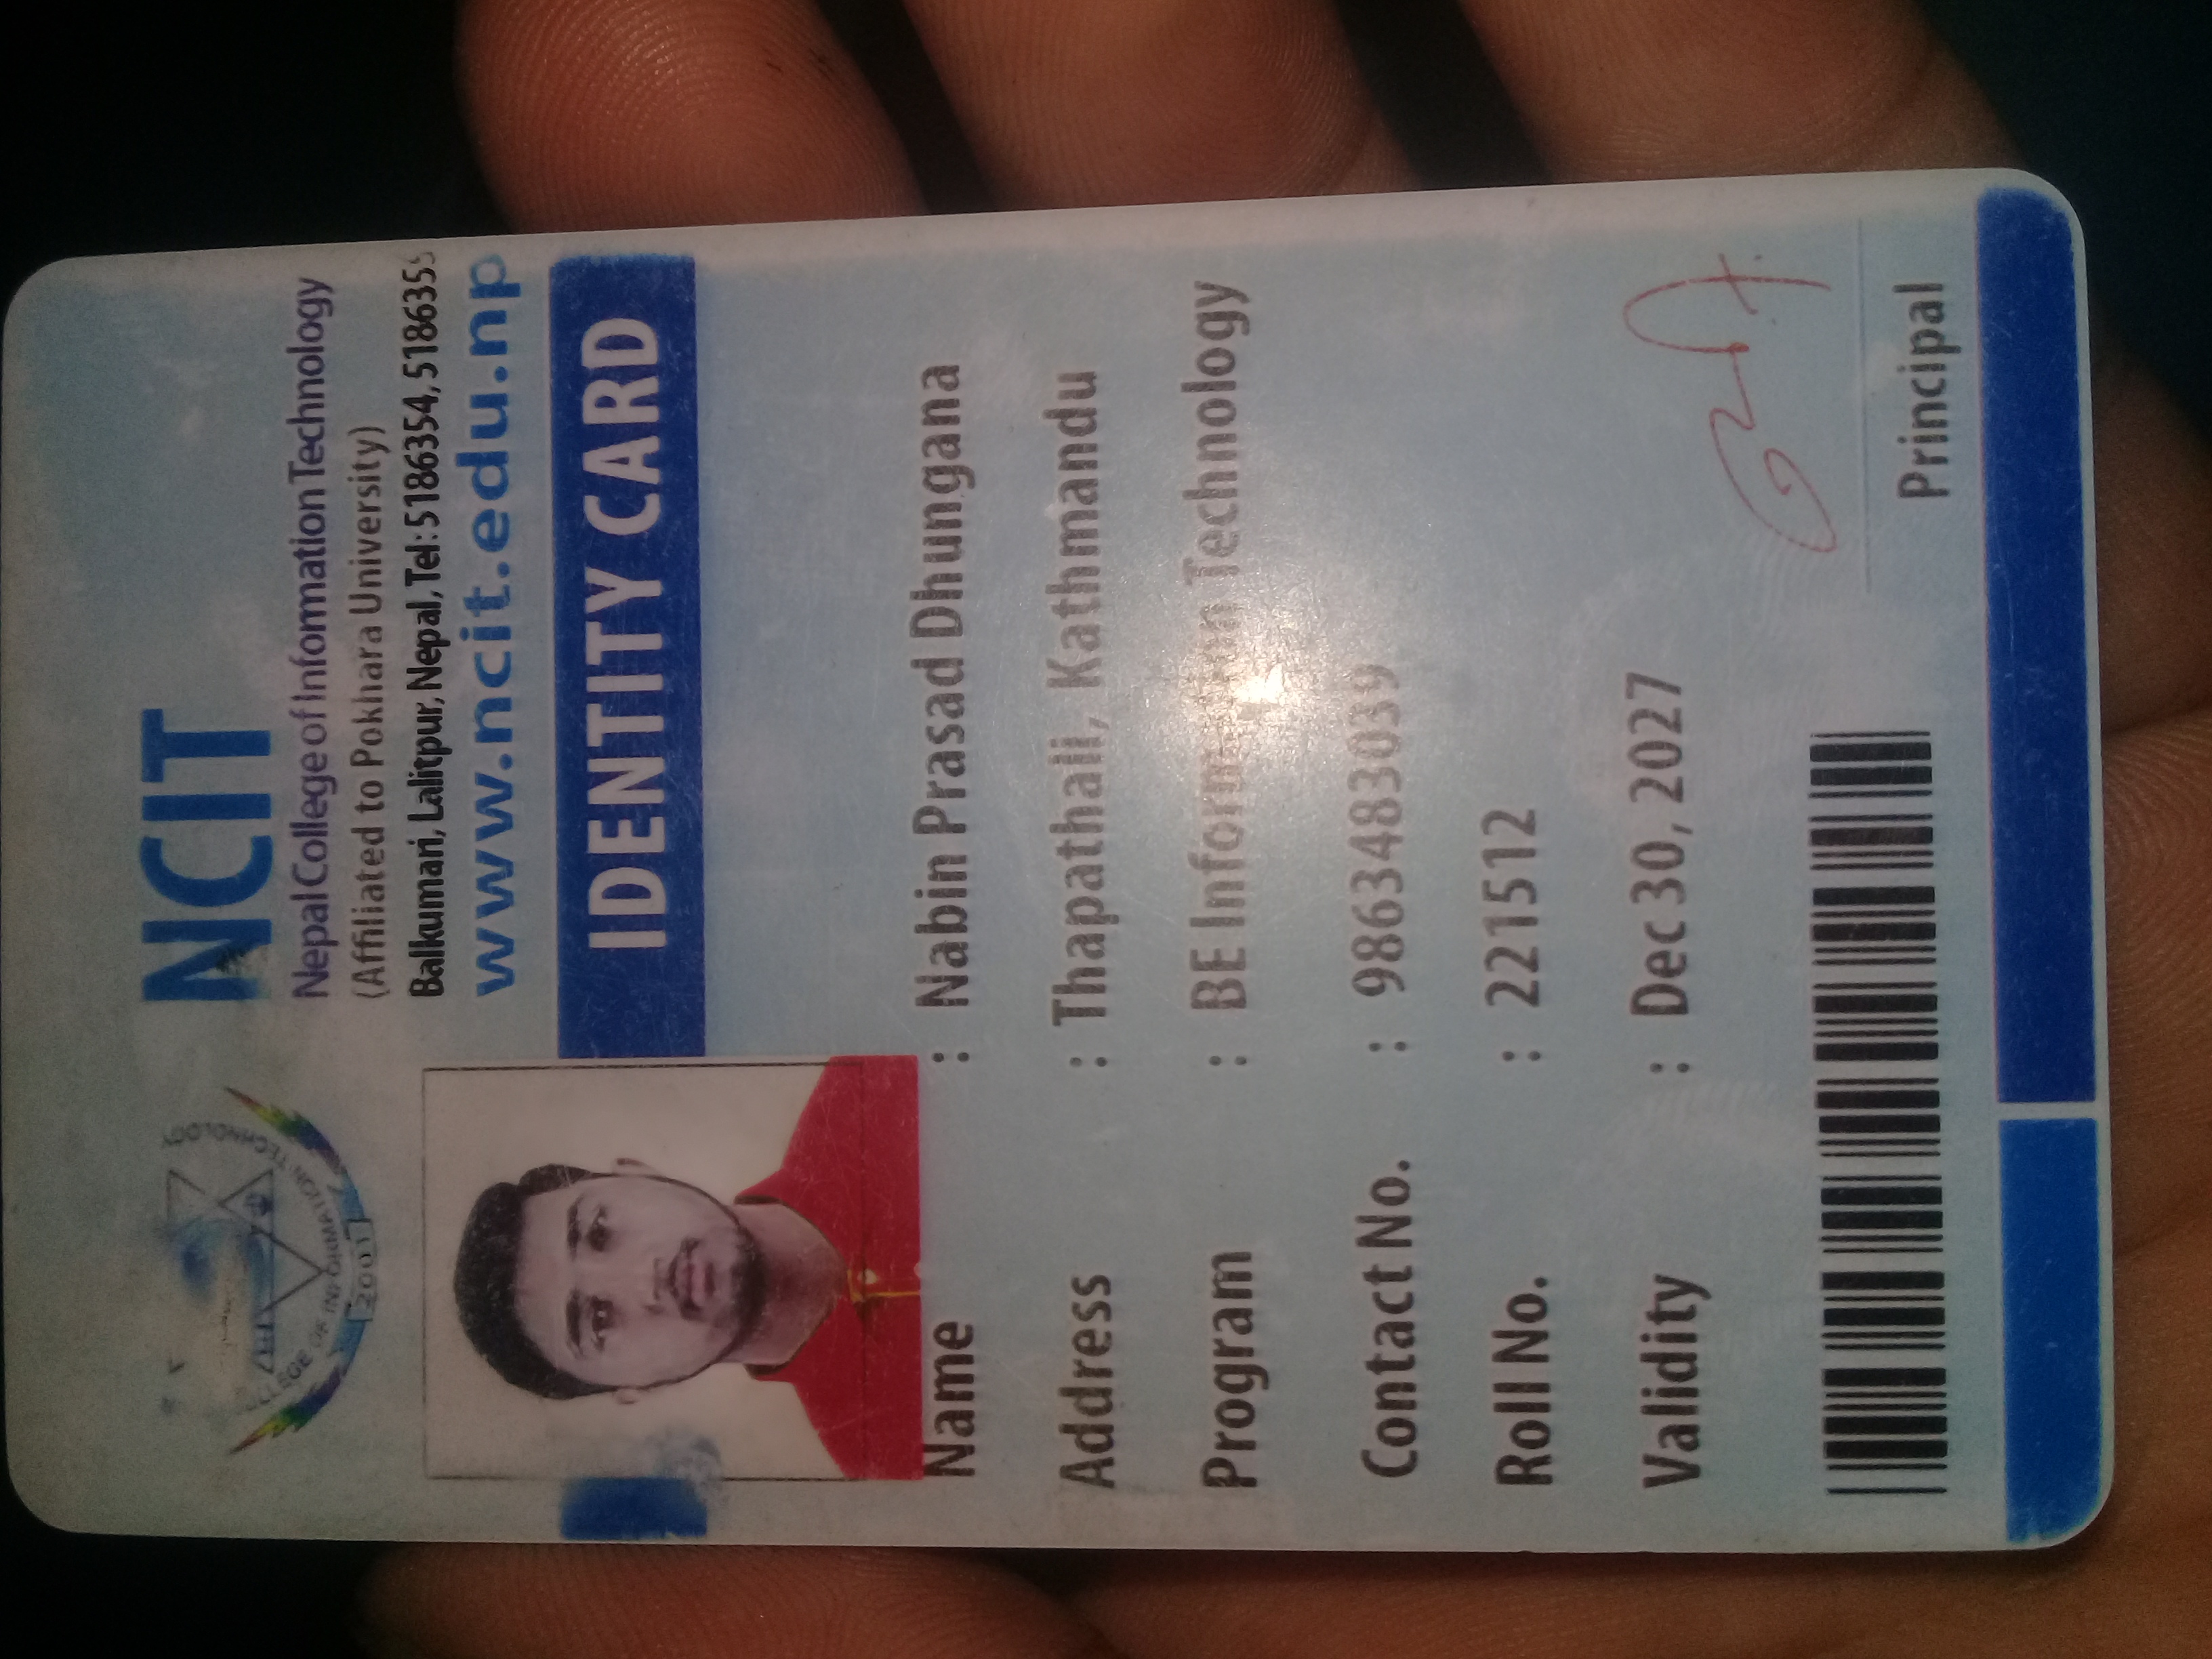 COLLEGE OF INFORMATION TECHNOLOGY
2001
NCIT
Nepal College of Information Technology
(Affiliated to Pokhara University)
Balkumari, Lalitpur, Nepal, Tel: 5186354, 5186355
www.ncit.edu.np
IDENTITY CARD
Name : Nabin Prasad Dhungana
Address : Thapathali, Kathmandu
Program : BE Information Technology
Contact No. : 9863483039
Roll No. : 221512
Validity : Dec 30, 2027
Principal